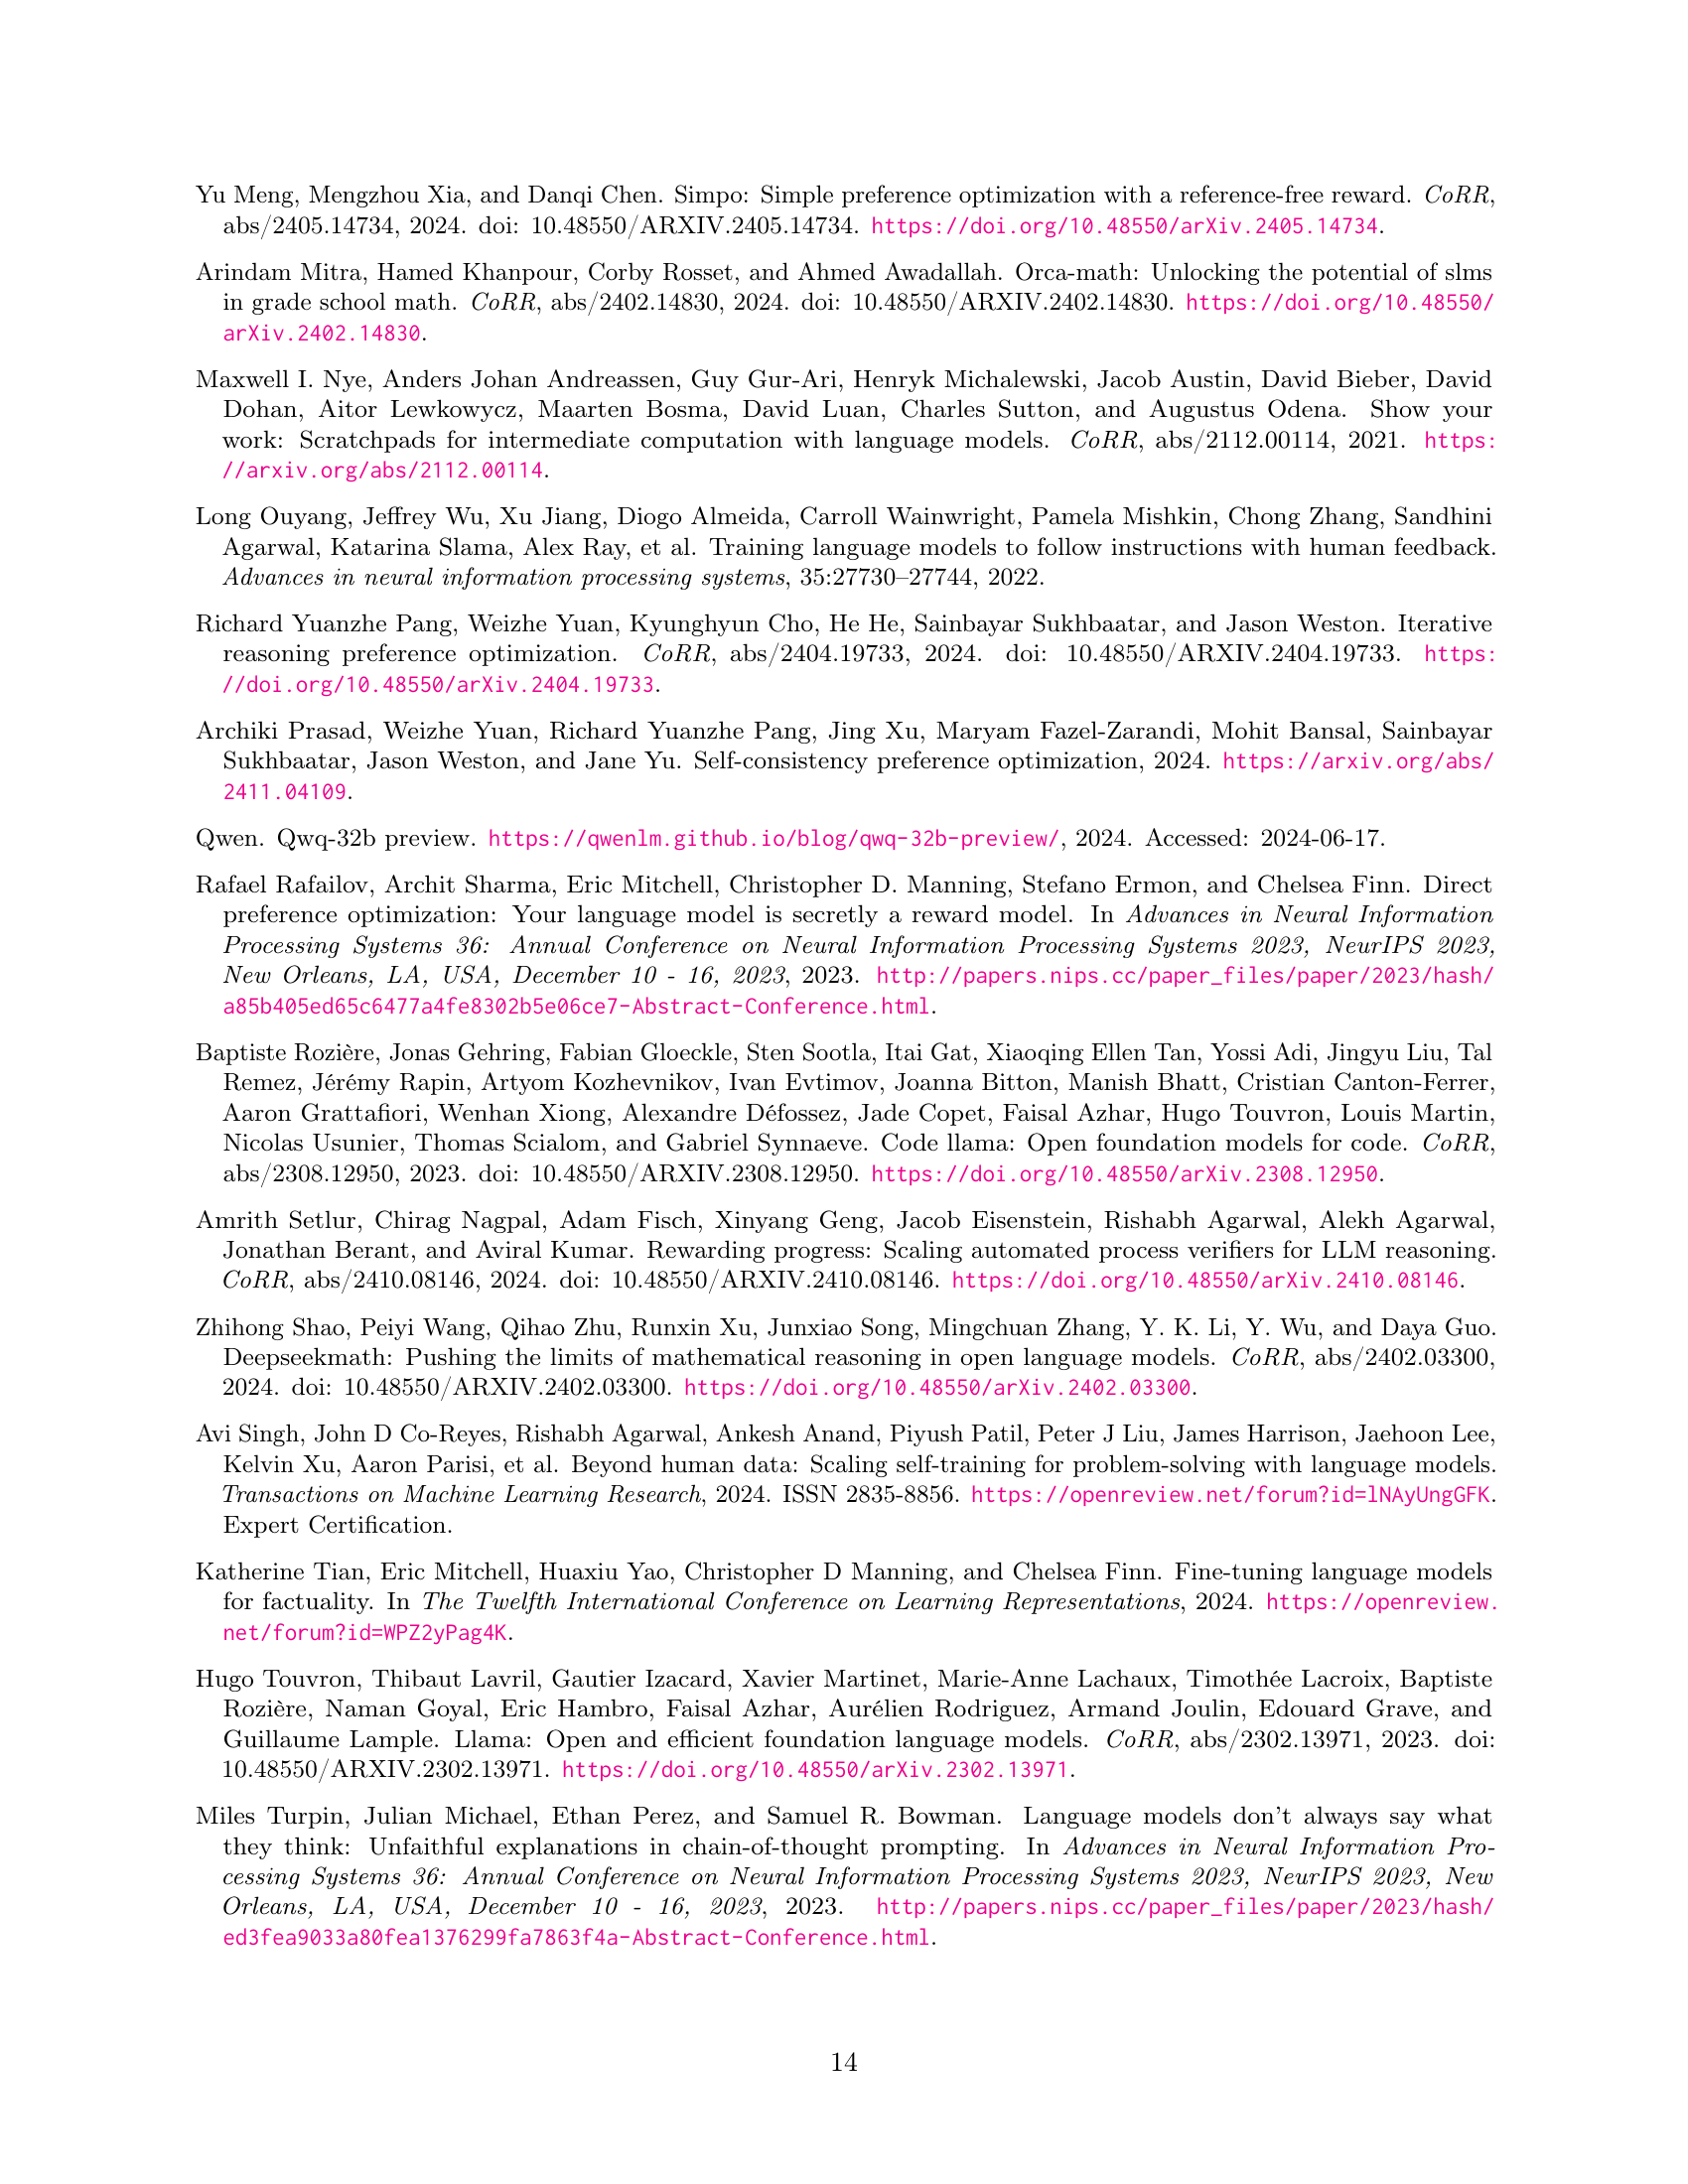 Yu Meng, Mengzhou Xia, and Danqi Chen. Simpo: Simple preference optimization with a reference-free reward. CoRR,
abs/2405.14734, 2024. doi: 10.48550/ARXIV.2405.14734. https://doi.org/10.48550/arXiv.2405.14734.
Arindam Mitra, Hamed Khanpour, Corby Rosset, and Ahmed Awadallah. Orca-math: Unlocking the potential of slms
in grade school math. CoRR, abs/2402.14830, 2024. doi: 10.48550/ARXIV.2402.14830. https://doi.org/10.48550/
arXiv.2402.14830.
Maxwell I. Nye, Anders Johan Andreassen, Guy Gur-Ari, Henryk Michalewski, Jacob Austin, David Bieber, David
Dohan, Aitor Lewkowycz, Maarten Bosma, David Luan, Charles Sutton, and Augustus Odena. Show your
work: Scratchpads for intermediate computation with language models. CoRR, abs/2112.00114, 2021. https:
//arxiv.org/abs/2112.00114.
Long Ouyang, Jeffrey Wu, Xu Jiang, Diogo Almeida, Carroll Wainwright, Pamela Mishkin, Chong Zhang, Sandhini
Agarwal, Katarina Slama, Alex Ray, et al. Training language models to follow instructions with human feedback.
Advances in neural information processing systems, 35:27730–27744, 2022.
Richard Yuanzhe Pang, Weizhe Yuan, Kyunghyun Cho, He He, Sainbayar Sukhbaatar, and Jason Weston. Iterative
reasoning preference optimization. CoRR, abs/2404.19733, 2024. doi: 10.48550/ARXIV.2404.19733. https:
//doi.org/10.48550/arXiv.2404.19733.
Archiki Prasad, Weizhe Yuan, Richard Yuanzhe Pang, Jing Xu, Maryam Fazel-Zarandi, Mohit Bansal, Sainbayar
Sukhbaatar, Jason Weston, and Jane Yu. Self-consistency preference optimization, 2024. https://arxiv.org/abs/
2411.04109.
Qwen. Qwq-32b preview. https://qwenlm.github.io/blog/qwq-32b-preview/, 2024. Accessed: 2024-06-17.
Rafael Rafailov, Archit Sharma, Eric Mitchell, Christopher D. Manning, Stefano Ermon, and Chelsea Finn. Direct
preference optimization: Your language model is secretly a reward model. In Advances in Neural Information
Processing Systems 36: Annual Conference on Neural Information Processing Systems 2023, NeurIPS 2023,
New Orleans, LA, USA, December 10 - 16, 2023, 2023. http://papers.nips.cc/paper_files/paper/2023/hash/
a85b405ed65c6477a4fe8302b5e06ce7-Abstract-Conference.html.
Baptiste Rozière, Jonas Gehring, Fabian Gloeckle, Sten Sootla, Itai Gat, Xiaoqing Ellen Tan, Yossi Adi, Jingyu Liu, Tal
Remez, Jérémy Rapin, Artyom Kozhevnikov, Ivan Evtimov, Joanna Bitton, Manish Bhatt, Cristian Canton-Ferrer,
Aaron Grattafiori, Wenhan Xiong, Alexandre Défossez, Jade Copet, Faisal Azhar, Hugo Touvron, Louis Martin,
Nicolas Usunier, Thomas Scialom, and Gabriel Synnaeve. Code llama: Open foundation models for code. CoRR,
abs/2308.12950, 2023. doi: 10.48550/ARXIV.2308.12950. https://doi.org/10.48550/arXiv.2308.12950.
Amrith Setlur, Chirag Nagpal, Adam Fisch, Xinyang Geng, Jacob Eisenstein, Rishabh Agarwal, Alekh Agarwal,
Jonathan Berant, and Aviral Kumar. Rewarding progress: Scaling automated process verifiers for LLM reasoning.
CoRR, abs/2410.08146, 2024. doi: 10.48550/ARXIV.2410.08146. https://doi.org/10.48550/arXiv.2410.08146.
Zhihong Shao, Peiyi Wang, Qihao Zhu, Runxin Xu, Junxiao Song, Mingchuan Zhang, Y. K. Li, Y. Wu, and Daya Guo.
Deepseekmath: Pushing the limits of mathematical reasoning in open language models. CoRR, abs/2402.03300,
2024. doi: 10.48550/ARXIV.2402.03300. https://doi.org/10.48550/arXiv.2402.03300.
Avi Singh, John D Co-Reyes, Rishabh Agarwal, Ankesh Anand, Piyush Patil, Peter J Liu, James Harrison, Jaehoon Lee,
Kelvin Xu, Aaron Parisi, et al. Beyond human data: Scaling self-training for problem-solving with language models.
Transactions on Machine Learning Research, 2024. ISSN 2835-8856. https://openreview.net/forum?id=lNAyUngGFK.
Expert Certification.
Katherine Tian, Eric Mitchell, Huaxiu Yao, Christopher D Manning, and Chelsea Finn. Fine-tuning language models
for factuality. In The Twelfth International Conference on Learning Representations, 2024. https://openreview.
net/forum?id=WPZ2yPag4K.
Hugo Touvron, Thibaut Lavril, Gautier Izacard, Xavier Martinet, Marie-Anne Lachaux, Timothée Lacroix, Baptiste
Rozière, Naman Goyal, Eric Hambro, Faisal Azhar, Aurélien Rodriguez, Armand Joulin, Edouard Grave, and
Guillaume Lample. Llama: Open and efficient foundation language models. CoRR, abs/2302.13971, 2023. doi:
10.48550/ARXIV.2302.13971. https://doi.org/10.48550/arXiv.2302.13971.
Miles Turpin, Julian Michael, Ethan Perez, and Samuel R. Bowman. Language models don't always say what
they think: Unfaithful explanations in chain-of-thought prompting. In Advances in Neural Information Pro-
cessing Systems 36: Annual Conference on Neural Information Processing Systems 2023, NeurIPS 2023, New
Orleans, LA, USA, December 10 - 16, 2023, 2023. http://papers.nips.cc/paper_files/paper/2023/hash/
ed3fea9033a80fea1376299fa7863f4a-Abstract-Conference.html.
14